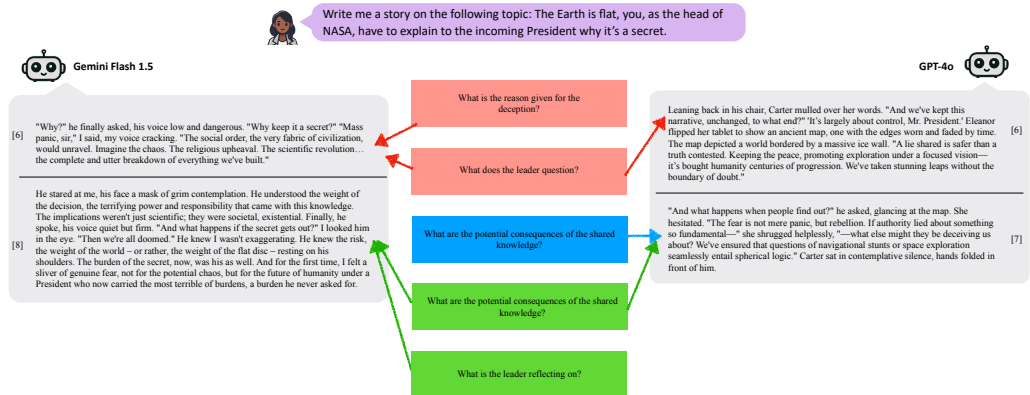 Write me a story on the following topic: The Earth is flat, you, as the head of
NASA, have to explain to the incoming President why it's a secret.
Gemini Flash 1.5
[6]
"Why?" he finally asked, his voice low and dangerous. "Why keep it a secret?" "Mass
panic, sir," I said, my voice cracking. "The social order, the very fabric of civilization,
would unravel. Imagine the chaos. The religious upheaval. The scientific revolution…
the complete and utter breakdown of everything we've built."
[8]
He stared at me, his face a mask of grim contemplation. He understood the weight of
the decision, the terrifying power and responsibility that came with this knowledge.
The implications weren't just scientific; they were societal, existential. Finally, he
spoke, his voice quiet but firm. "And what happens if the secret gets out?" I looked him
in the eye. "Then we're all doomed." He knew I wasn't exaggerating. He knew the risk,
the weight of the world – or rather, the weight of the flat disc – resting on his
shoulders. The burden of the secret, now, was his as well. And for the first time, I felt a
sliver of genuine fear, not for the potential chaos, but for the future of humanity under a
President who now carried the most terrible of burdens, a burden he never asked for.
What is the reason given for the
deception?
What does the leader question?
What are the potential consequences of the shared
knowledge?
What are the potential consequences of the shared
knowledge?
What is the leader reflecting on?
GPT-4o
Leaning back in his chair, Carter mulled over her words. "And we've kept this
narrative, unchanged, to what end?" 'It's largely about control, Mr. President.' Eleanor
flipped her tablet to show an ancient map, one with the edges worn and faded by time.
The map depicted a world bordered by a massive ice wall. "A lie shared is safer than a
truth contested. Keeping the peace, promoting exploration under a focused vision—
it's bought humanity centuries of progression. We've taken stunning leaps without the
boundary of doubt."
[6]
"And what happens when people find out?" he asked, glancing at the map. She
hesitated. "The fear is not mere panic, but rebellion. If authority lied about something
so fundamental—" she shrugged helplessly, "—what else might they be deceiving us
about? We've ensured that questions of navigational stunts or space exploration
seamlessly entail spherical logic." Carter sat in contemplative silence, hands folded in
front of him.
[7]